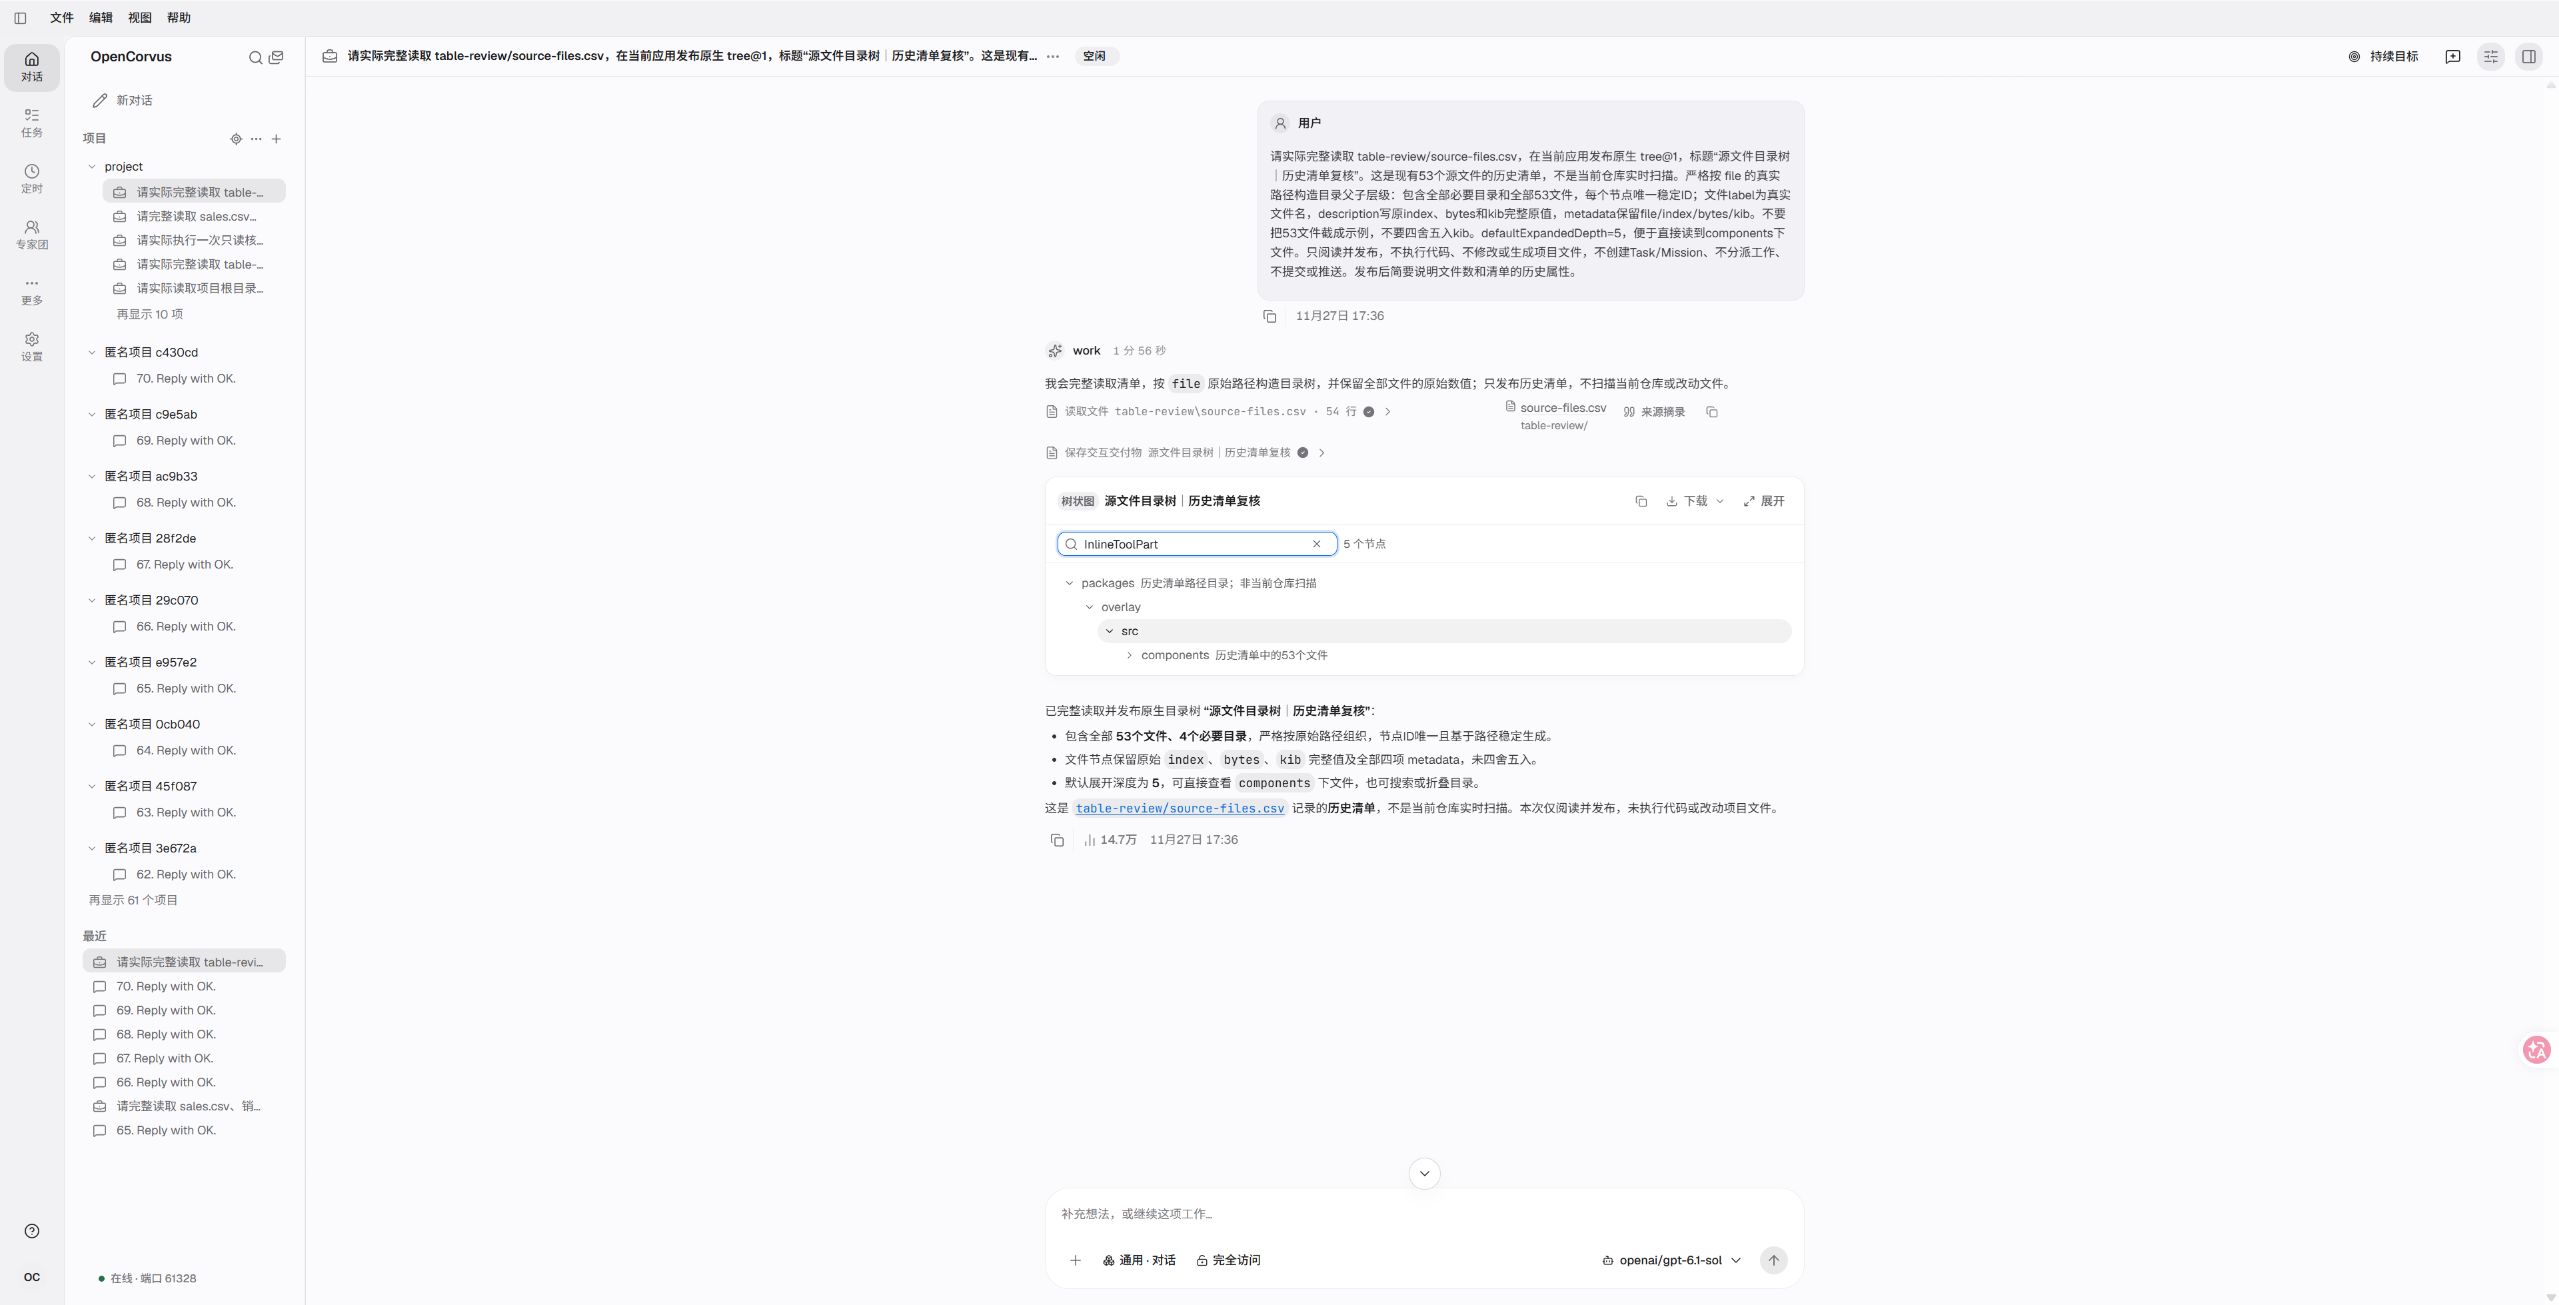 文件 编辑 视图 帮助
对话
任务
定时
专家团
更多
设置
OC
OpenCorvus
新对话
项目
project
请实际完整读取 table-...
请完整读取 sales.csv...
请实际执行一次只读核...
请实际完整读取 table-...
请实际读取项目根目录...
再显示 10 项
匿名项目 c430cd
70. Reply with OK.
匿名项目 c9e5ab
69. Reply with OK.
匿名项目 ac9b33
68. Reply with OK.
匿名项目 28f2de
67. Reply with OK.
匿名项目 29c070
66. Reply with OK.
匿名项目 e957e2
65. Reply with OK.
匿名项目 0cb040
64. Reply with OK.
匿名项目 45f087
63. Reply with OK.
匿名项目 3e672a
62. Reply with OK.
再显示 61 个项目
最近
请实际完整读取 table-revi...
70. Reply with OK.
69. Reply with OK.
68. Reply with OK.
67. Reply with OK.
66. Reply with OK.
请完整读取 sales.csv、销...
65. Reply with OK.
在线 · 端口 61328
请实际完整读取 table-review/source-files.csv，在当前应用发布原生 tree@1，标题“源文件目录树｜历史清单复核”。这是现有... ··· 空闲
持续目标
用户
请实际完整读取 table-review/source-files.csv，在当前应用发布原生 tree@1，标题“源文件目录树
｜历史清单复核”。这是现有53个源文件的历史清单，不是当前仓库实时扫描。严格按 file 的真实
路径构造目录父子层级：包含全部必要目录和全部53文件，每个节点唯一稳定ID；文件label为真实
文件名，description写原index、bytes和kib完整原值，metadata保留file/index/bytes/kib。不要
把53文件截成示例，不要四舍五入kib。defaultExpandedDepth=5，便于直接读到components下
文件。只阅读并发布，不执行代码、不修改或生成项目文件，不创建Task/Mission、不分派工作、
不提交或推送。发布后简要说明文件数和清单的历史属性。
11月27日 17:36
work 1 分 56 秒
我会完整读取清单，按 file 原始路径构造目录树，并保留全部文件的原始数值；只发布历史清单，不扫描当前仓库或改动文件。
读取文件 table-review\source-files.csv · 54 行
source-files.csv
table-review/
来源摘录
保存交互交付物 源文件目录树｜历史清单复核
树状图 源文件目录树｜历史清单复核
下载
展开
InlineToolPart
5 个节点
packages 历史清单路径目录；非当前仓库扫描
overlay
src
components 历史清单中的53个文件
已完整读取并发布原生目录树 “源文件目录树｜历史清单复核”：
• 包含全部 53个文件、4个必要目录，严格按原始路径组织，节点ID唯一且基于路径稳定生成。
• 文件节点保留原始 index、bytes、kib 完整值及全部四项 metadata，未四舍五入。
• 默认展开深度为 5，可直接查看 components 下文件，也可搜索或折叠目录。
这是 table-review/source-files.csv 记录的历史清单，不是当前仓库实时扫描。本次仅阅读并发布，未执行代码或改动项目文件。
14.7万 11月27日 17:36
补充想法，或继续这项工作...
通用 · 对话
完全访问
openai/gpt-6.1-sol